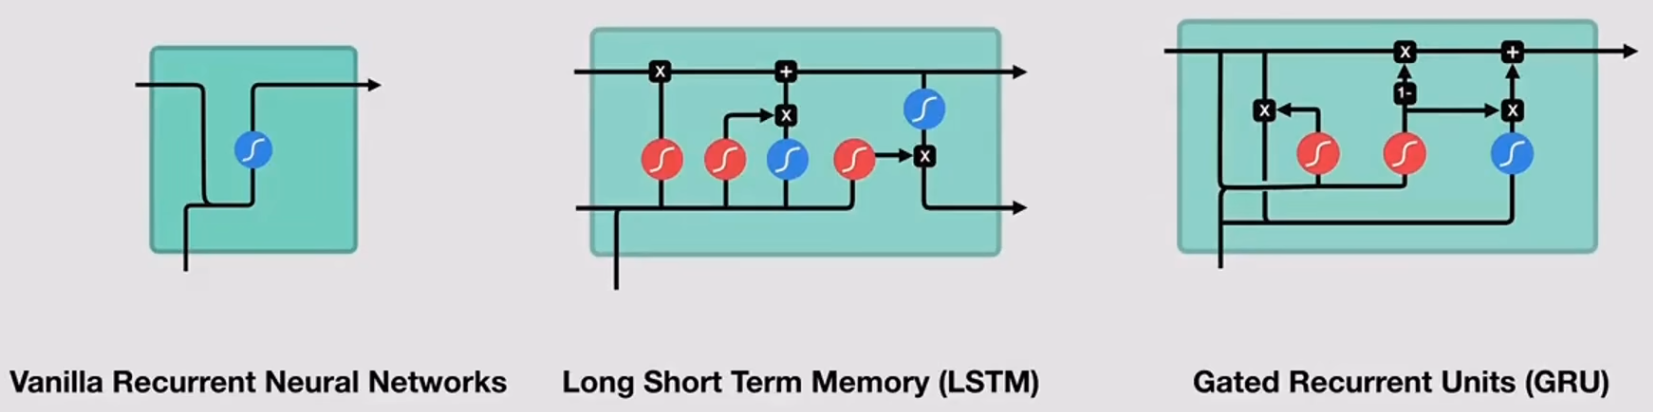 x
+
x
x
x
+
x
1-
x
Vanilla Recurrent Neural Networks
Long Short Term Memory (LSTM)
Gated Recurrent Units (GRU)